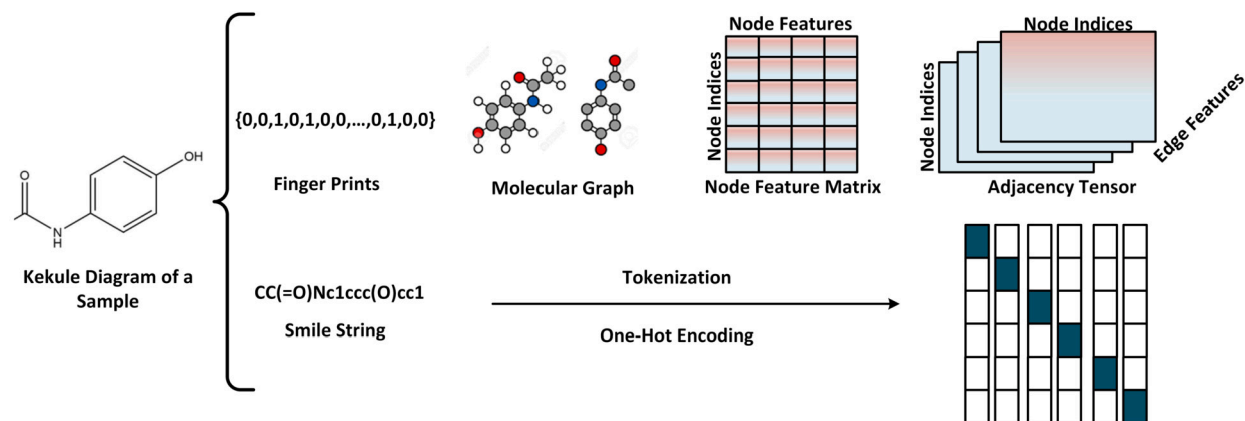 Node Features
Node Indices
Node Indices
Node Indices
Edge Features
{0,0,1,0,1,0,0,...,0,1,0,0}
Finger Prints
Molecular Graph
Node Feature Matrix
Adjacency Tensor
OH
O
N
H
Kekule Diagram of a
Sample
CC(=O)Nc1ccc(O)cc1
Smile String
Tokenization
One-Hot Encoding